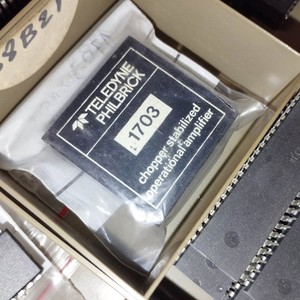 TELEDYNE
PHILBRICK
1703
chopper stabilized
operational amplifier